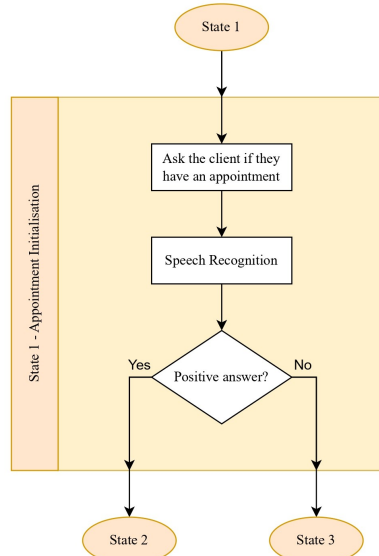 State 1
State 1 - Appointment Initialisation
Ask the client if they
have an appointment
Speech Recognition
Positive answer?
Yes
No
State 2
State 3